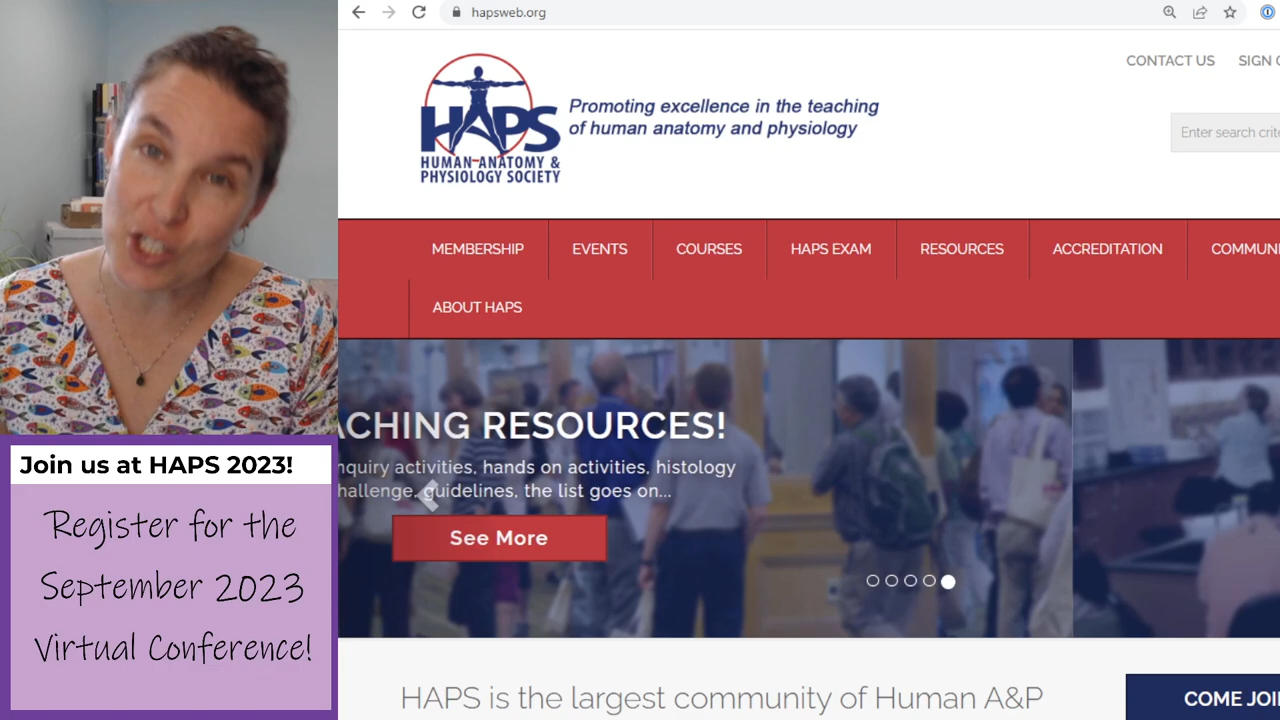 hapsweb.org
CONTACT US
SIGN
HAPS
HUMAN ANATOMY &
PHYSIOLOGY SOCIETY
Promoting excellence in the teaching
of human anatomy and physiology
Enter search crite
MEMBERSHIP
EVENTS
COURSES
HAPS EXAM
RESOURCES
ACCREDITATION
COMMUN
ABOUT HAPS
ACHING RESOURCES!
nquiry activities, hands on activities, histology
hallenge, guidelines, the list goes on...
See More
HAPS is the largest community of Human A&P
COME JOI
Join us at HAPS 2023!
Register for the
September 2023
Virtual Conference!